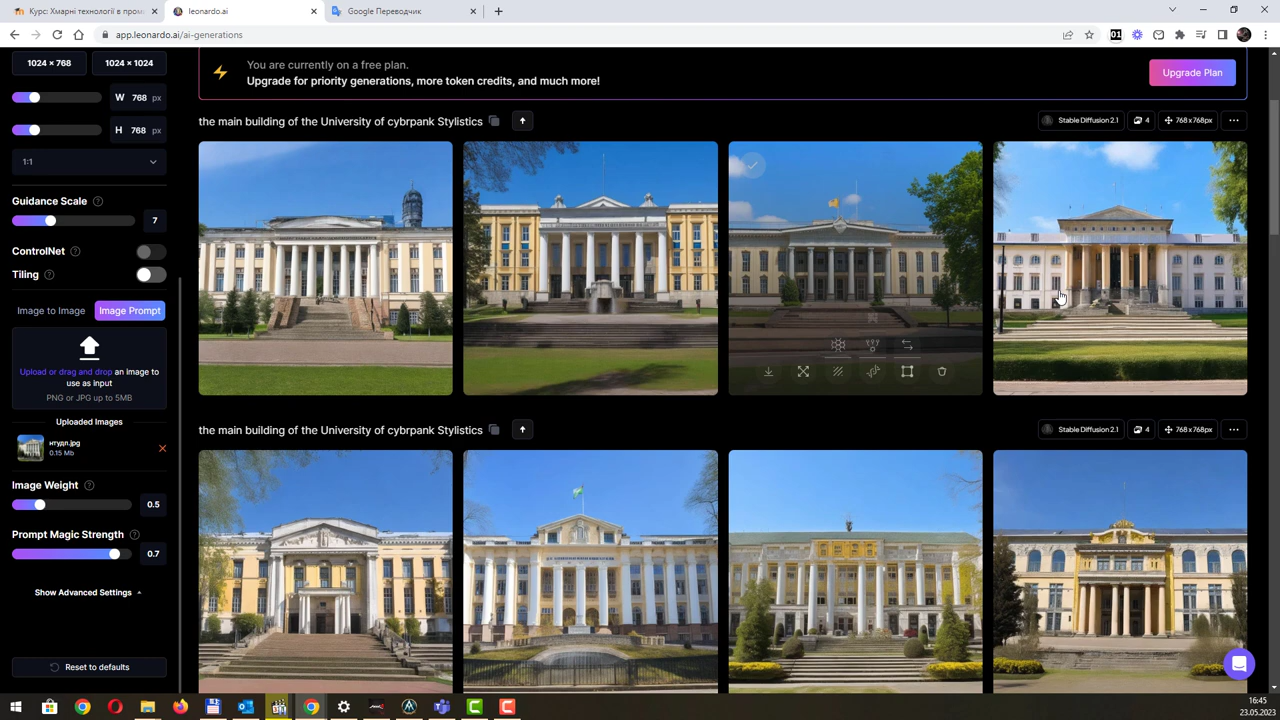 Курс: Хмарні технології в пром
leonardo.ai
Google Переводчик
app.leonardo.ai/ai-generations
1024 × 768
1024 × 1024
W 768 px
H 768 px
1:1
Guidance Scale
7
ControlNet
Tiling
Image to Image
Image Prompt
Upload or drag and drop an image to
use as input
PNG or JPG up to 5MB
Uploaded Images
нтудп.jpg
0.15 Mb
Image Weight
0.5
Prompt Magic Strength
0.7
Show Advanced Settings
Reset to defaults
You are currently on a free plan.
Upgrade for priority generations, more token credits, and much more!
Upgrade Plan
the main building of the University of cybrpank Stylistics
Stable Diffusion 2.1
4
768x768px
the main building of the University of cybrpank Stylistics
Stable Diffusion 2.1
4
768x768px
16:45
23.05.2023